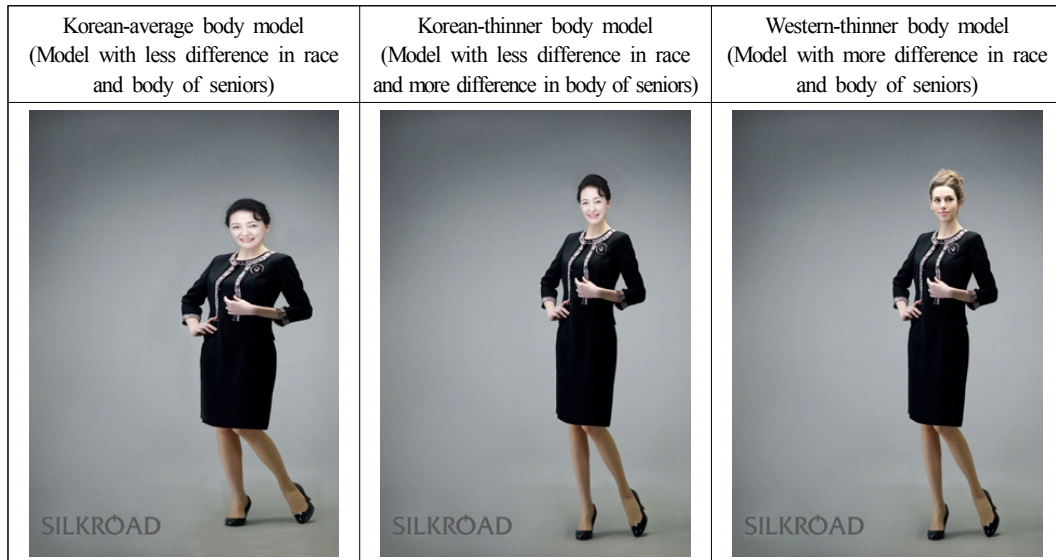 Korean-average body model
(Model with less difference in race
and body of seniors)
Korean-thinner body model
(Model with less difference in race
and more difference in body of seniors)
Western-thinner body model
(Model with more difference in race
and body of seniors)
SILKROAD
SILKROAD
SILKROAD